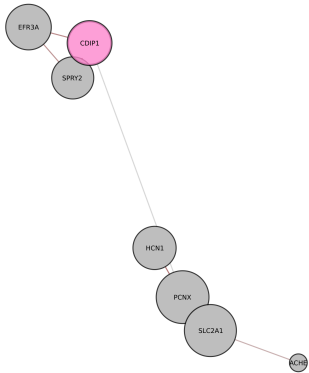 EFR3A
CDIP1
SPRY2
HCN1
PCNX
SLC2A1
ACHE